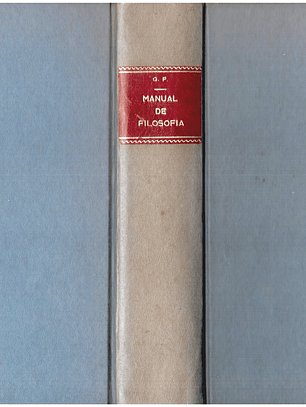 G. P.
MANUAL
DE
FILOSOFIA